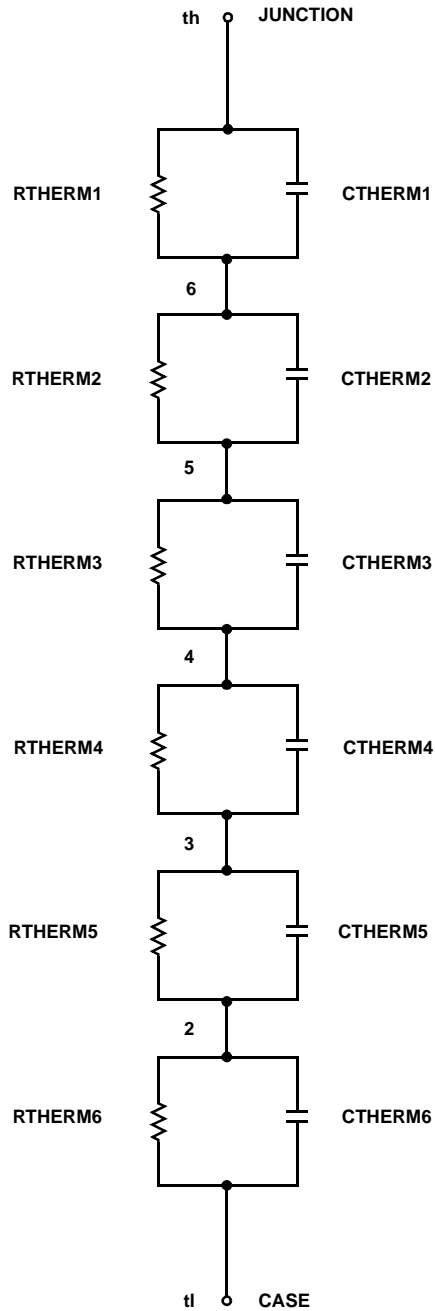 th JUNCTION
RTHERM1 CTHERM1
6
RTHERM2 CTHERM2
5
RTHERM3 CTHERM3
4
RTHERM4 CTHERM4
3
RTHERM5 CTHERM5
2
RTHERM6 CTHERM6
tl CASE